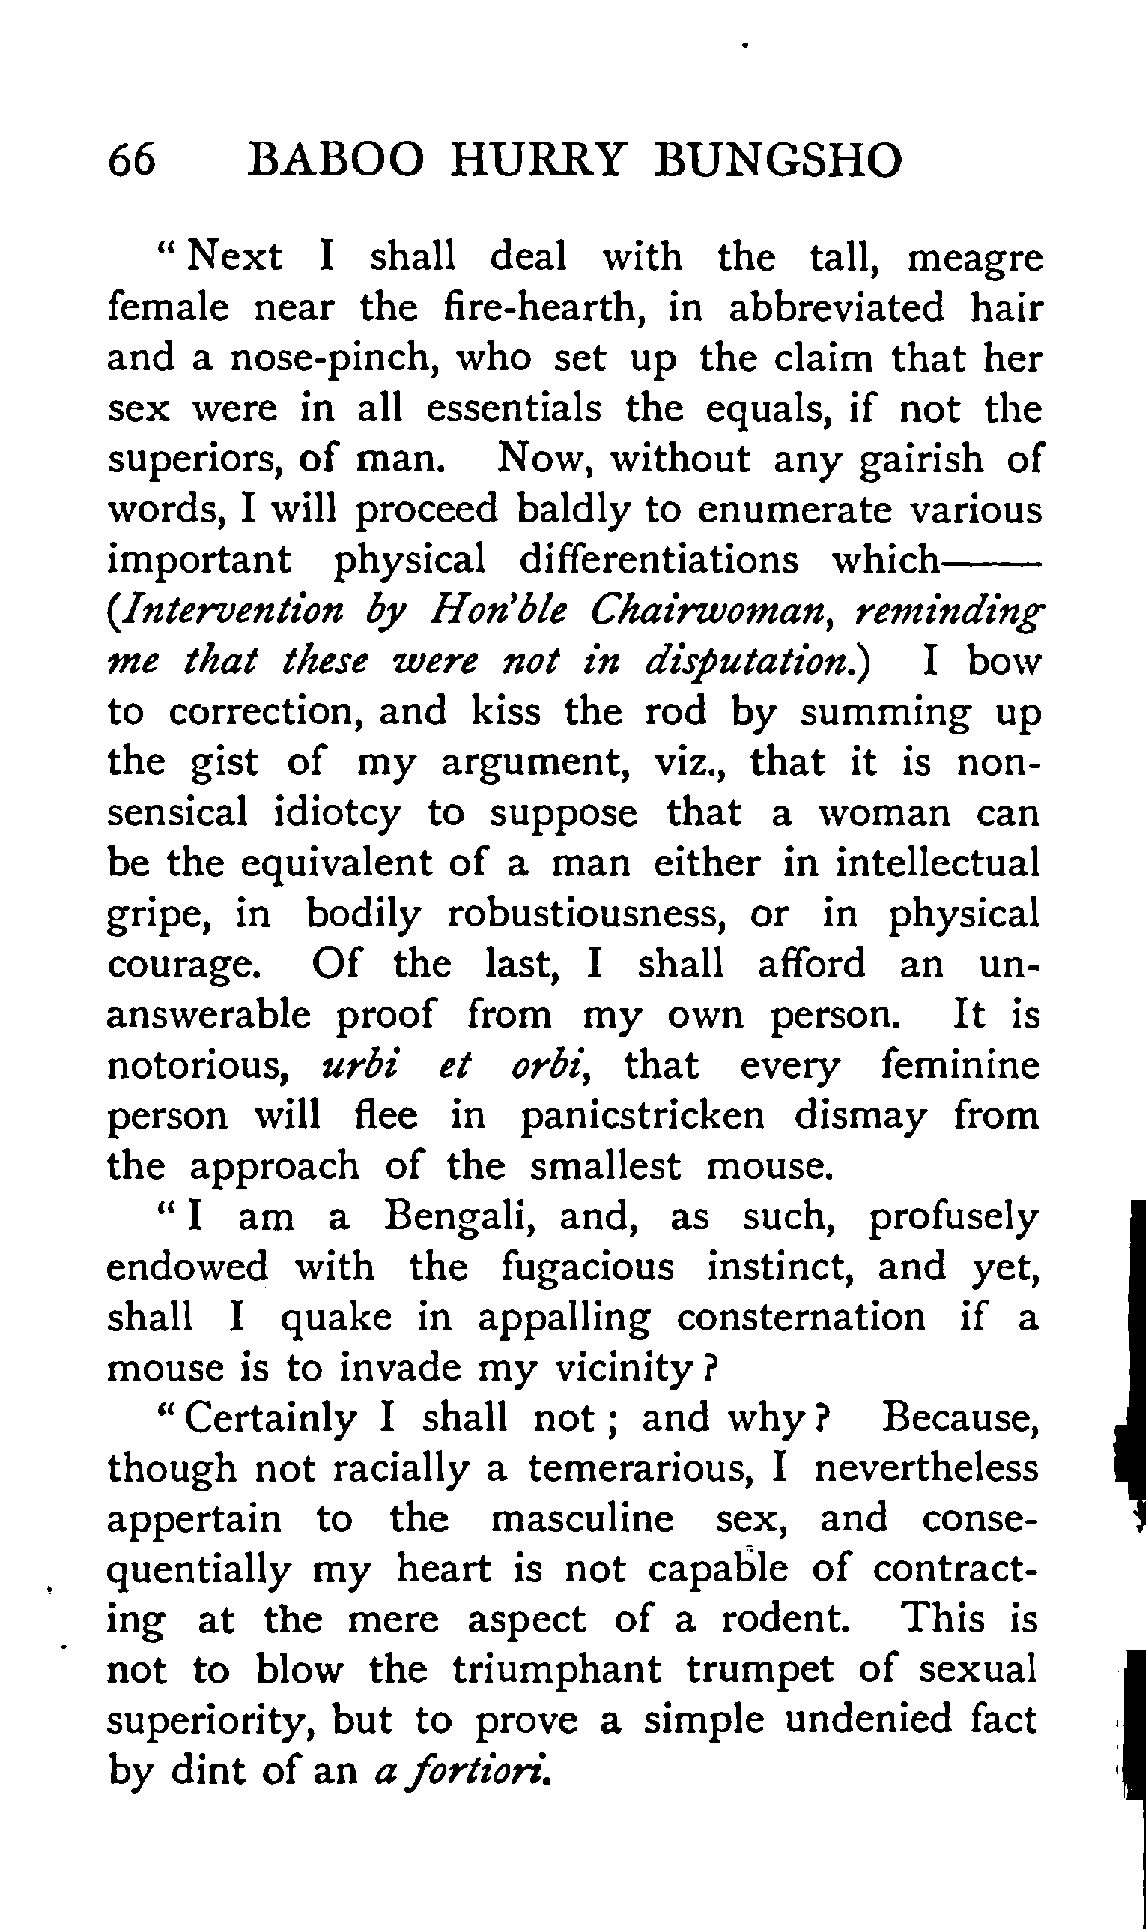 66 BABOO HURRY BUNGSHO
“ Next I shall deal with the tall, meagre
female near the fire-hearth, in abbreviated hair
and a nose-pinch, who set up the claim that her
sex were in all essentials the equals, if not the
superiors, of man. Now, without any gairish of
words, I will proceed baldly to enumerate various
important physical differentiations which——
(Intervention by Hon'ble Chairwoman, reminding
me that these were not in disputation.) I bow
to correction, and kiss the rod by summing up
the gist of my argument, viz., that it is non-
sensical idiotcy to suppose that a woman can
be the equivalent of a man either in intellectual
gripe, in bodily robustiousness, or in physical
courage. Of the last, I shall afford an un-
answerable proof from my own person. It is
notorious, urbi et orbi, that every feminine
person will flee in panicstricken dismay from
the approach of the smallest mouse.
“ I am a Bengali, and, as such, profusely
endowed with the fugacious instinct, and yet,
shall I quake in appalling consternation if a
mouse is to invade my vicinity ?
“ Certainly I shall not ; and why ? Because,
though not racially a temerarious, I nevertheless
appertain to the masculine sex, and conse-
quentially my heart is not capable of contract-
ing at the mere aspect of a rodent. This is
not to blow the triumphant trumpet of sexual
superiority, but to prove a simple undenied fact
by dint of an a fortiori.